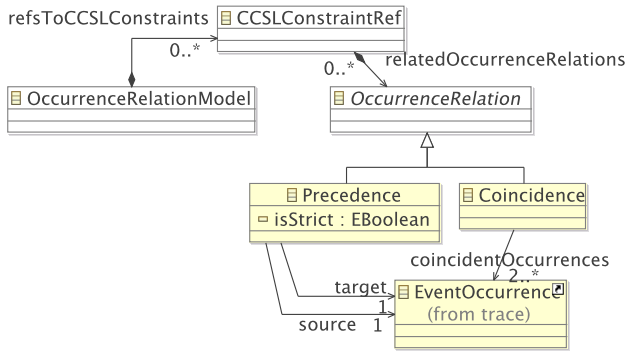 refsToCCSLConstraints
CCSLConstraintRef
0..*
0..*
relatedOccurrenceRelations
OccurrenceRelationModel
OccurrenceRelation
Precedence
isStrict : EBoolean
Coincidence
coincidentOccurrences
2..*
target
1
EventOccurrence
(from trace)
source
1